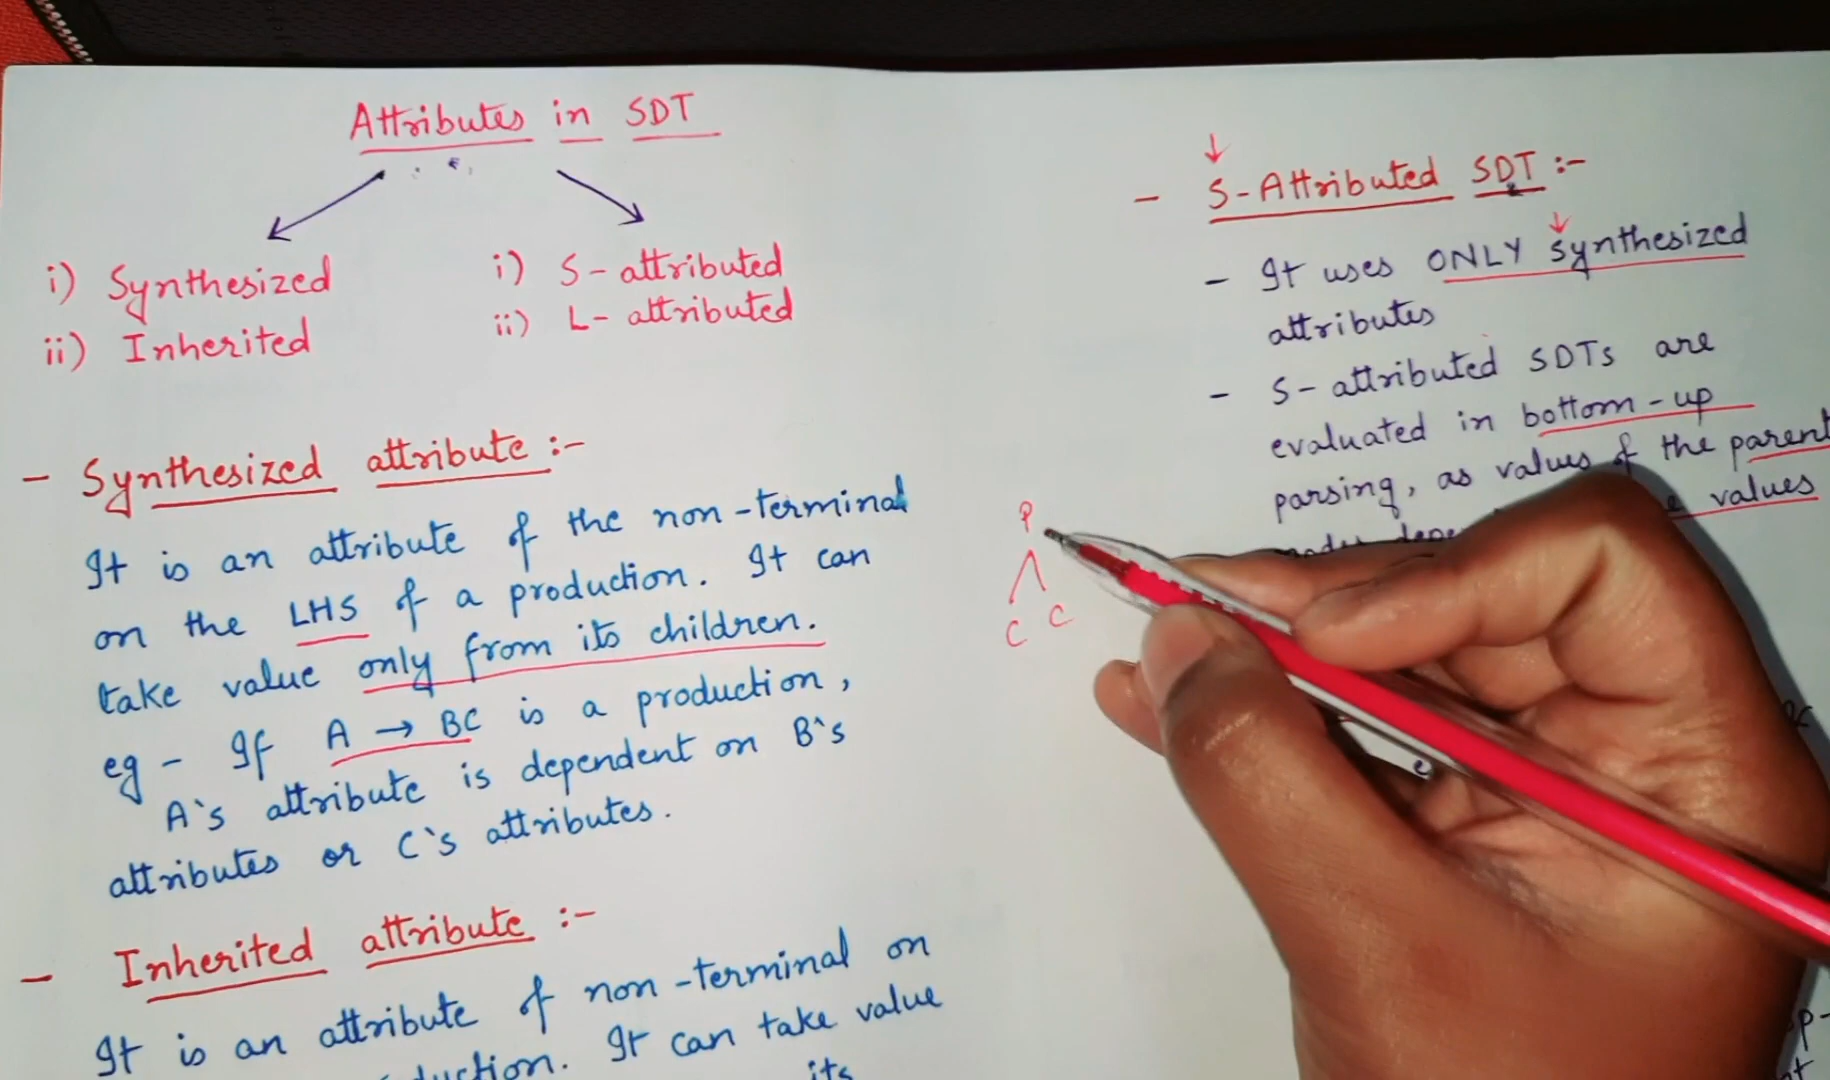 Attributes in SDT
i) Synthesized
ii) Inherited
i) S-attributed
ii) L-attributed
- Synthesized attribute :-
It is an attribute of the non-terminal
on the LHS of a production. It can
take value only from its children.
eg - If A → BC is a production,
A's attribute is dependent on B's
attributes or C's attributes.
- Inherited attribute :-
It is an attribute of non-terminal on
It can take value
its
- S-Attributed SDT :-
- It uses ONLY synthesized
attributes
- S-attributed SDTs are
evaluated in bottom-up
parsing, as values of the parent
values
P
C C